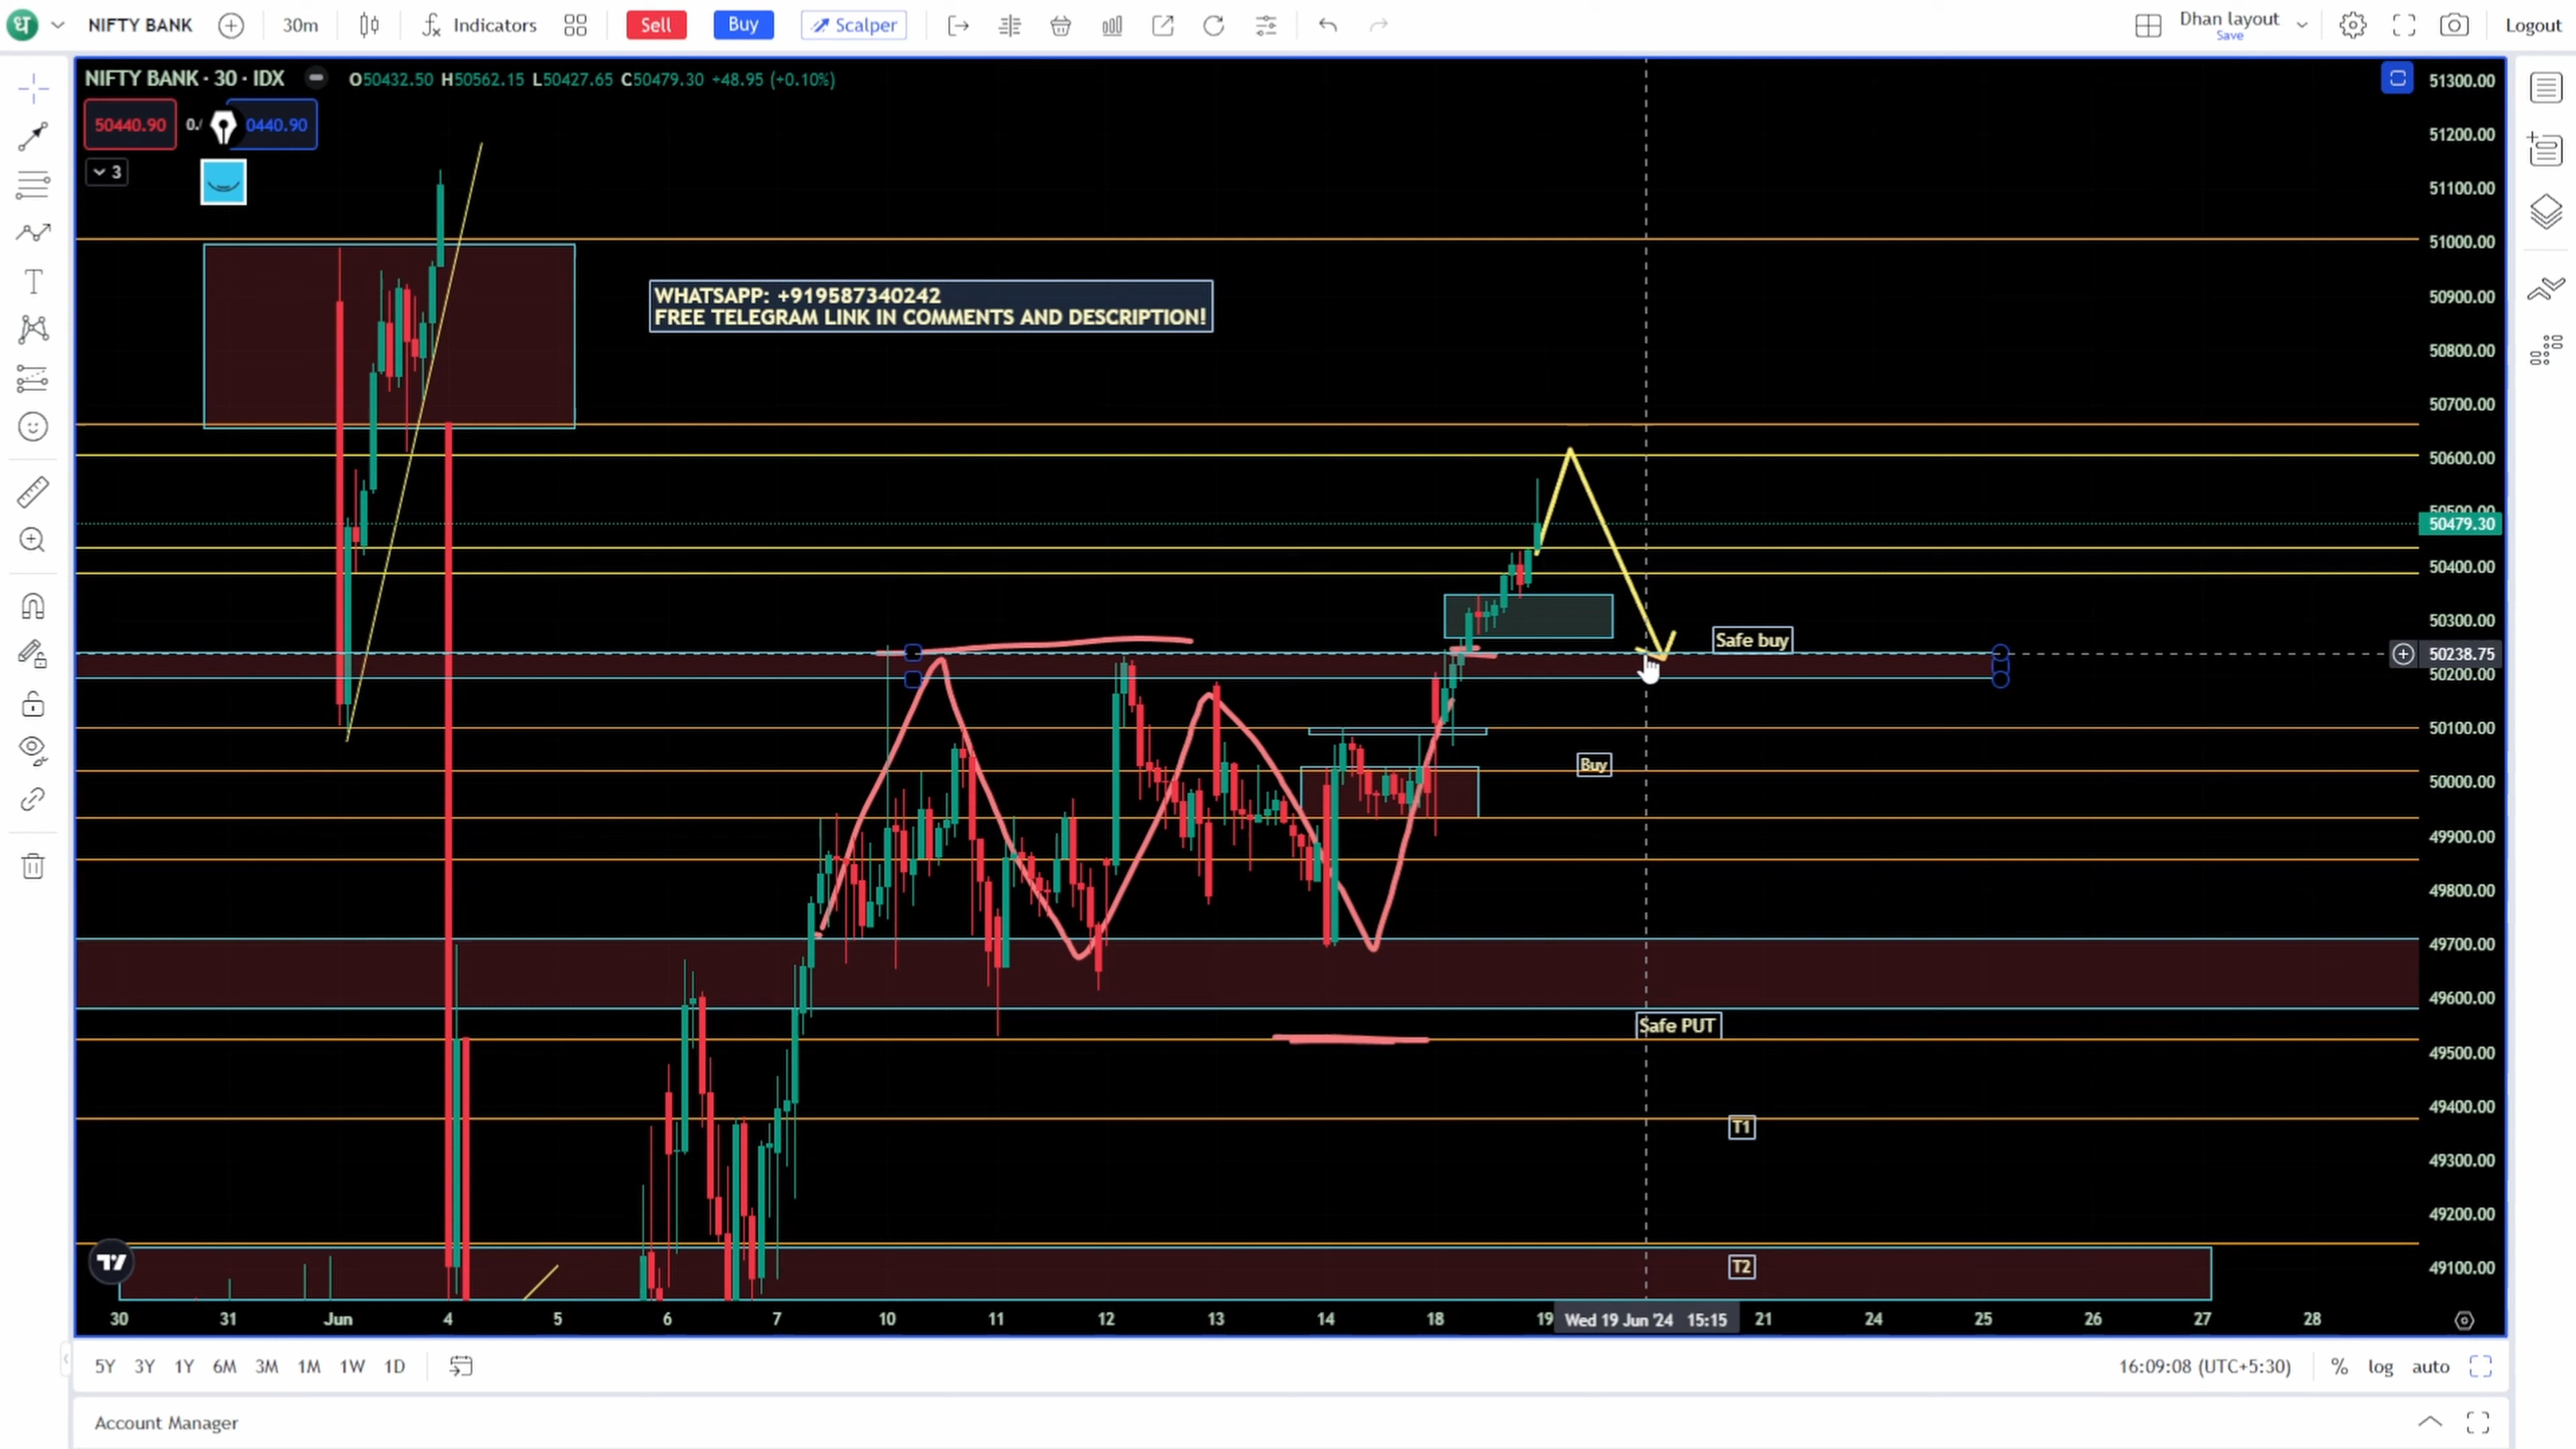 ध NIFTY BANK 30m Indicators Sell Buy Scalper Dhan layout Save Logout
NIFTY BANK · 30 · IDX O50432.50 H50562.15 L50427.65 C50479.30 +48.95 (+0.10%)
50440.90 0440.90
3
WHATSAPP: +919587340242
FREE TELEGRAM LINK IN COMMENTS AND DESCRIPTION!
51300.00
51200.00
51100.00
51000.00
50900.00
50800.00
50700.00
50600.00
50500.00
50479.30
50400.00
50300.00
Safe buy
50238.75
50200.00
50100.00
Buy
50000.00
49900.00
49800.00
49700.00
49600.00
Safe PUT
49500.00
49400.00
T1
49300.00
49200.00
T2
49100.00
30 31 Jun 4 5 6 7 10 11 12 13 14 18 19 Wed 19 Jun '24 15:15 21 24 25 26 27 28
5Y 3Y 1Y 6M 3M 1M 1W 1D 16:09:08 (UTC+5:30) % log auto
Account Manager